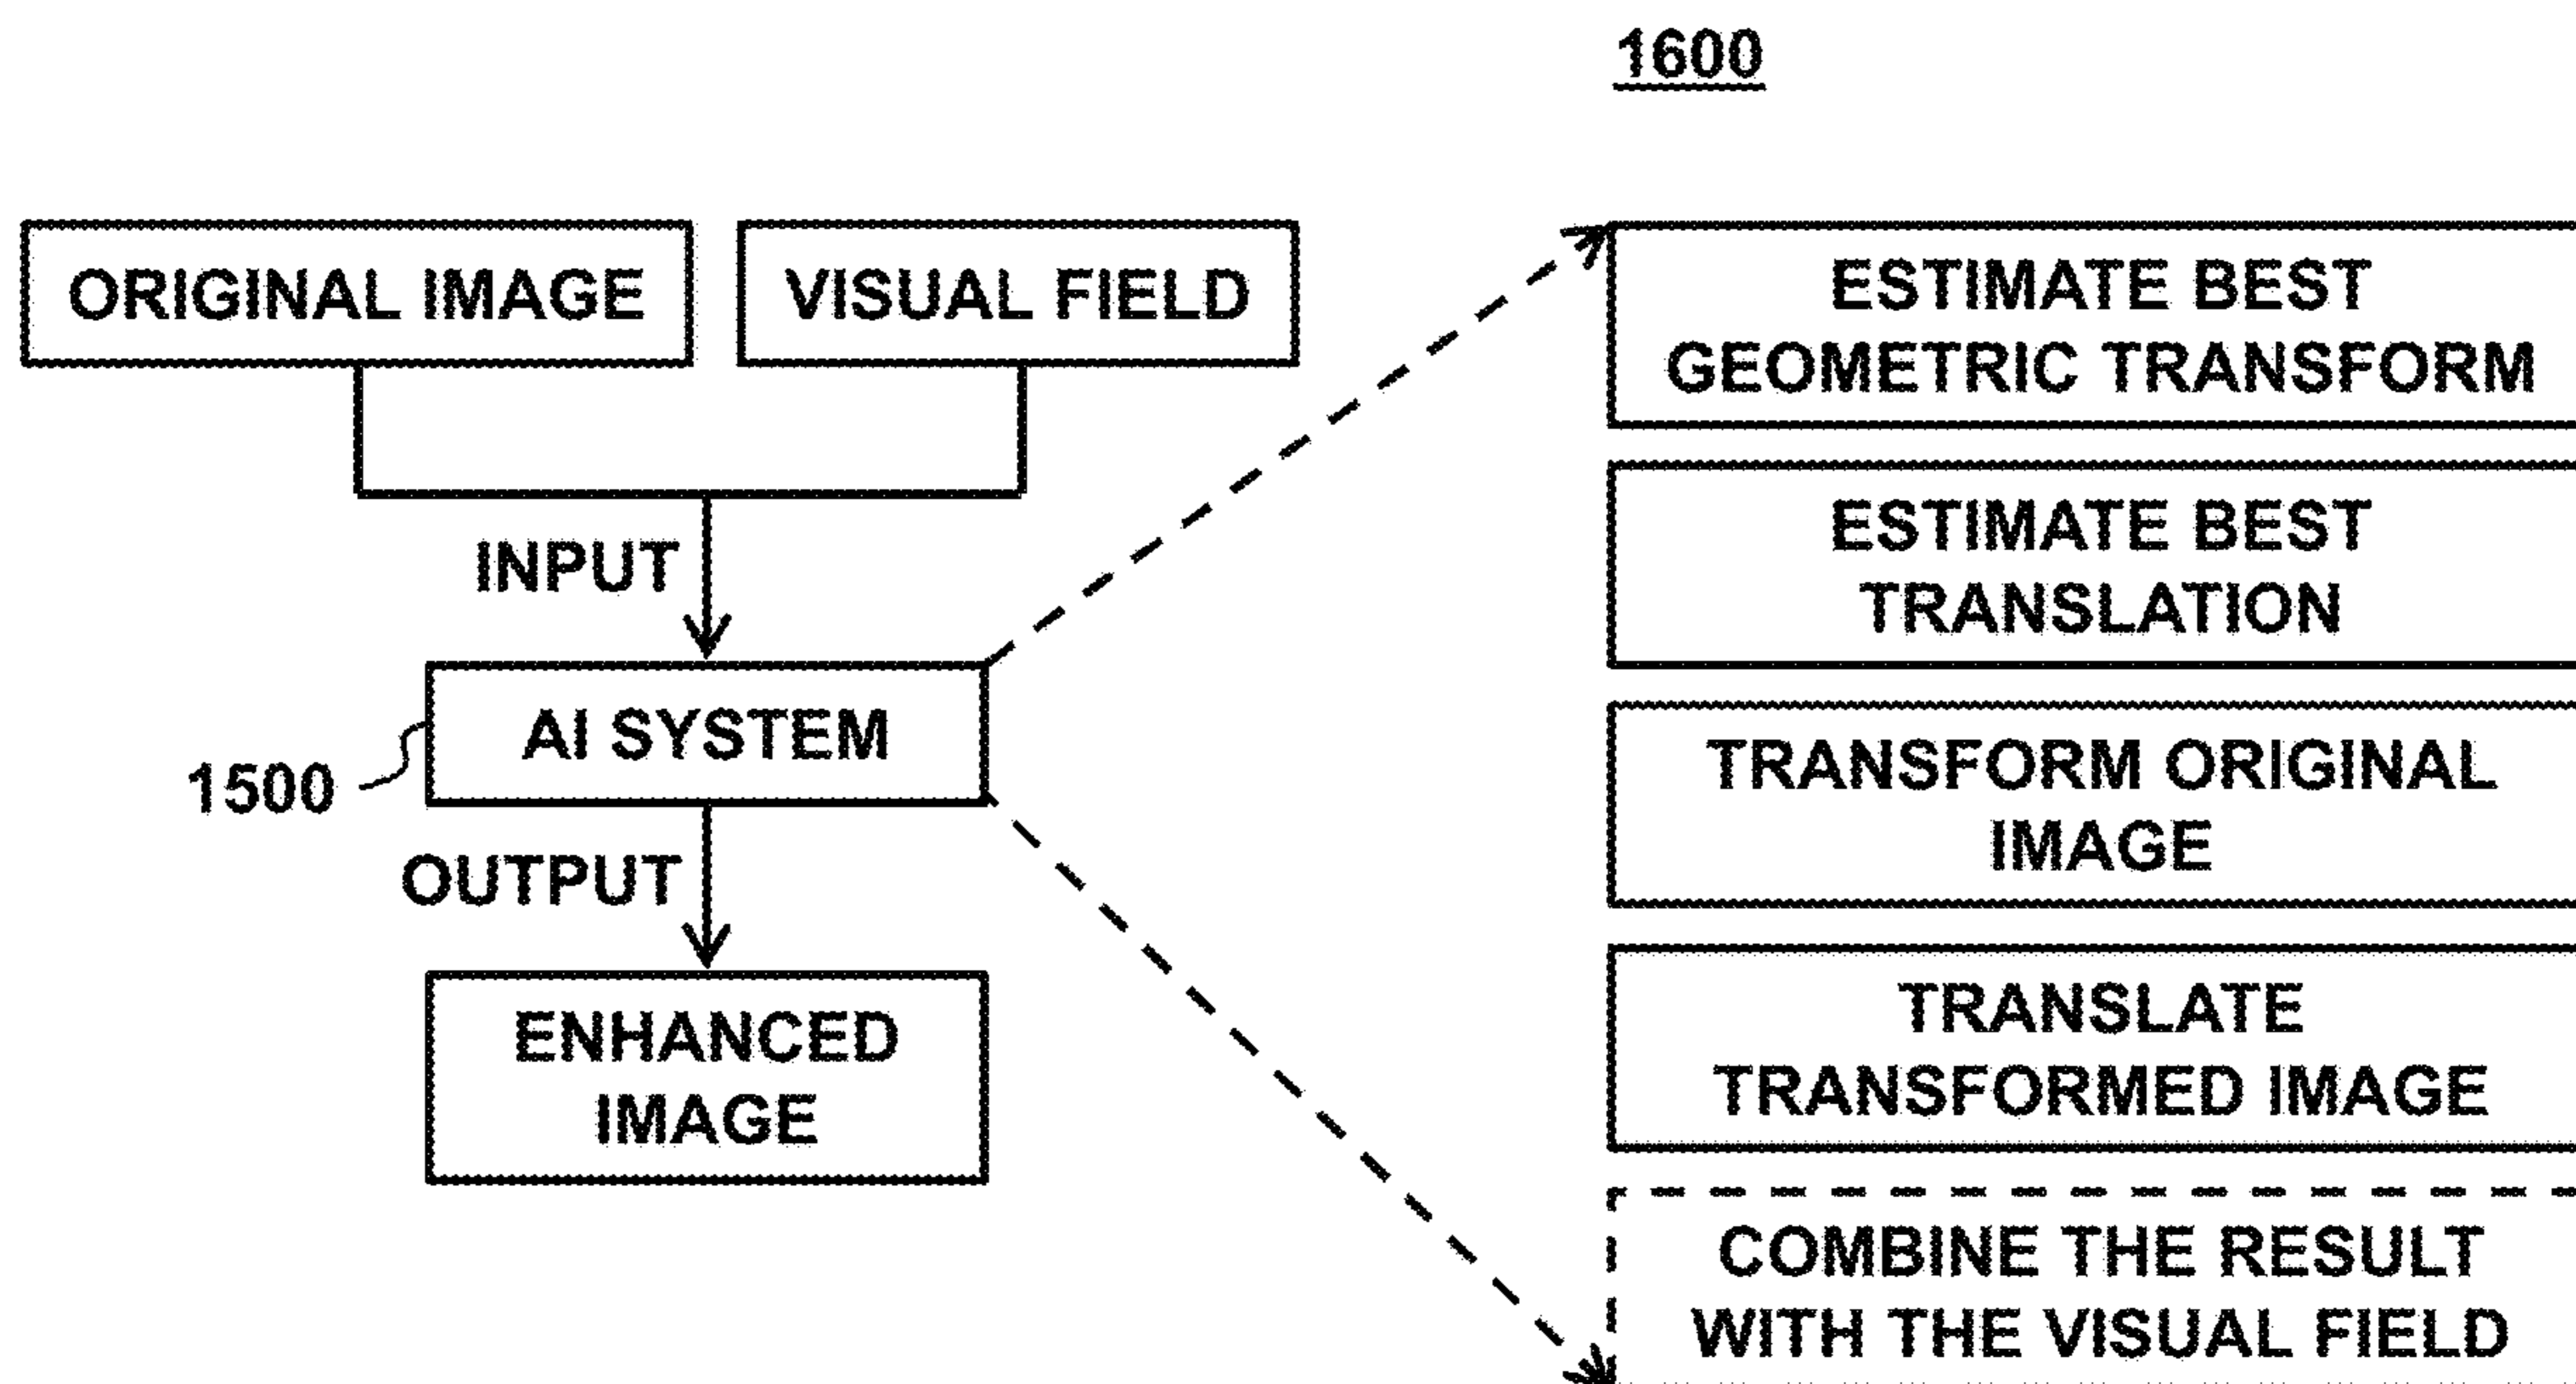 1600
ORIGINAL IMAGE
VISUAL FIELD
INPUT
AI SYSTEM
1500
OUTPUT
ENHANCED
IMAGE
ESTIMATE BEST
GEOMETRIC TRANSFORM
ESTIMATE BEST
TRANSLATION
TRANSFORM ORIGINAL
IMAGE
TRANSLATE
TRANSFORMED IMAGE
COMBINE THE RESULT
WITH THE VISUAL FIELD